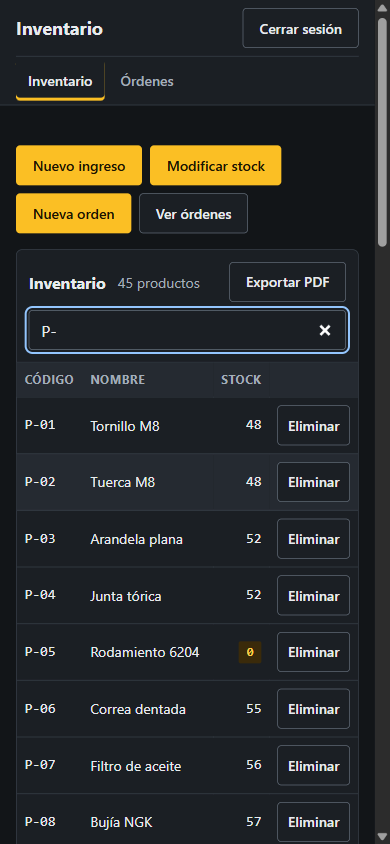 Inventario
Cerrar sesión
Inventario Órdenes
Nuevo ingreso Modificar stock
Nueva orden Ver órdenes
Inventario 45 productos Exportar PDF
P-
CÓDIGO NOMBRE STOCK
P-01 Tornillo M8 48 Eliminar
P-02 Tuerca M8 48 Eliminar
P-03 Arandela plana 52 Eliminar
P-04 Junta tórica 52 Eliminar
P-05 Rodamiento 6204 0 Eliminar
P-06 Correa dentada 55 Eliminar
P-07 Filtro de aceite 56 Eliminar
P-08 Bujía NGK 57 Eliminar